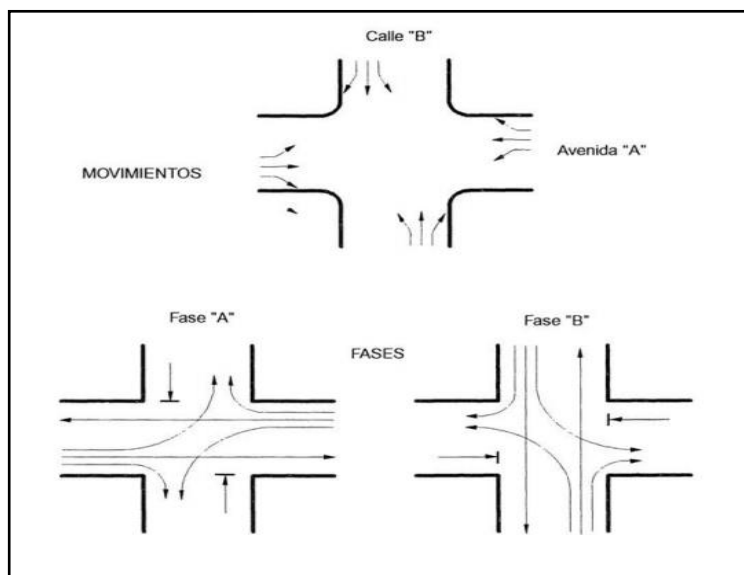 Calle "B"
Avenida "A"
MOVIMIENTOS
Fase "A"
Fase "B"
FASES